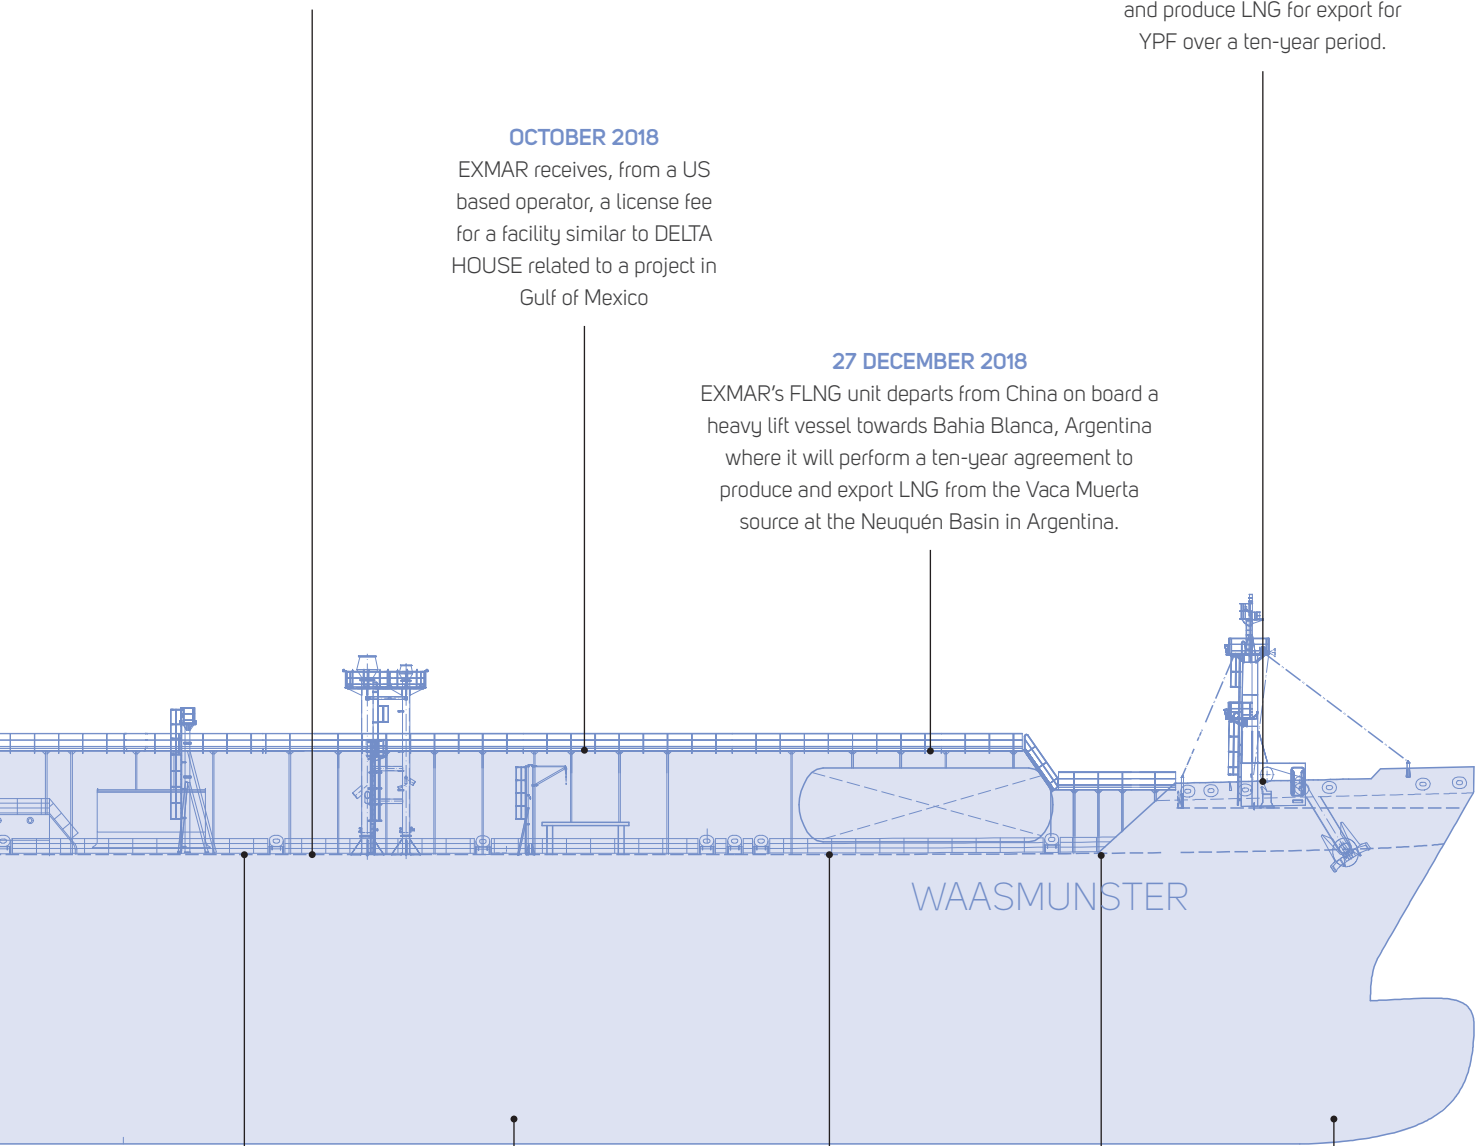 and produce LNG for export for
YPF over a ten-year period.
OCTOBER 2018
EXMAR receives, from a US
based operator, a license fee
for a facility similar to DELTA
HOUSE related to a project in
Gulf of Mexico
27 DECEMBER 2018
EXMAR’s FLNG unit departs from China on board a
heavy lift vessel towards Bahia Blanca, Argentina
where it will perform a ten-year agreement to
produce and export LNG from the Vaca Muerta
source at the Neuquén Basin in Argentina.
WAASMUNSTER